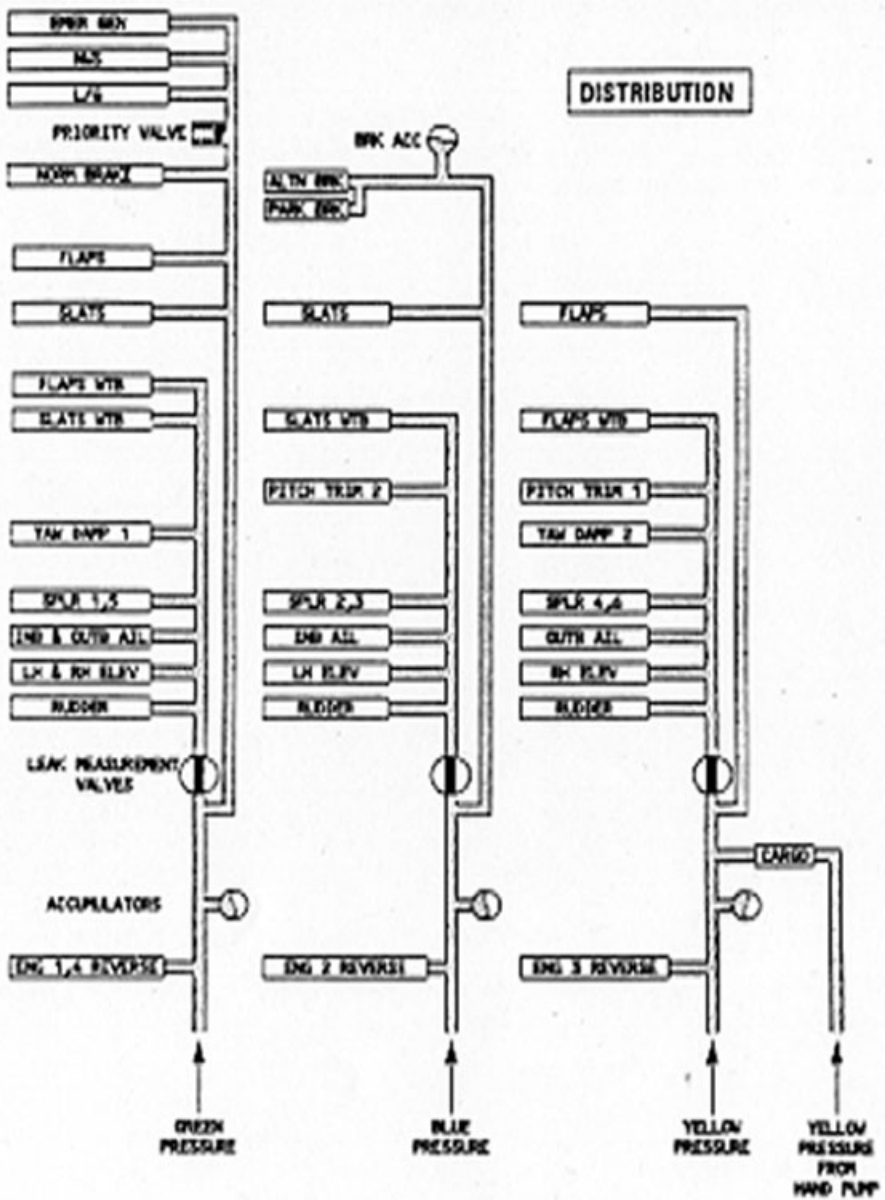 DISTRIBUTION
EMER GEN
NWS
L/G
PRIORITY VALVE
NORM BRAKE
FLAPS
SLATS
FLAPS WTB
SLATS WTB
YAW DAMP 1
SPLR 1,5
INB & OUTB AIL
LH & RH ELEV
RUDDER
LEAK MEASUREMENT
VALVES
ACCUMULATORS
ENG 1,4 REVERSE
GREEN
PRESSURE
BRK ACC
ALTN BRK
PARK BRK
SLATS
SLATS WTB
PITCH TRIM 2
SPLR 2,3
INB AIL
LH ELEV
RUDDER
ENG 2 REVERSE
BLUE
PRESSURE
FLAPS
FLAPS WTB
PITCH TRIM 1
YAW DAMP 2
SPLR 4,6
OUTB AIL
RH ELEV
RUDDER
CARGO
ENG 3 REVERSE
YELLOW
PRESSURE
YELLOW
PRESSURE
FROM
HAND PUMP